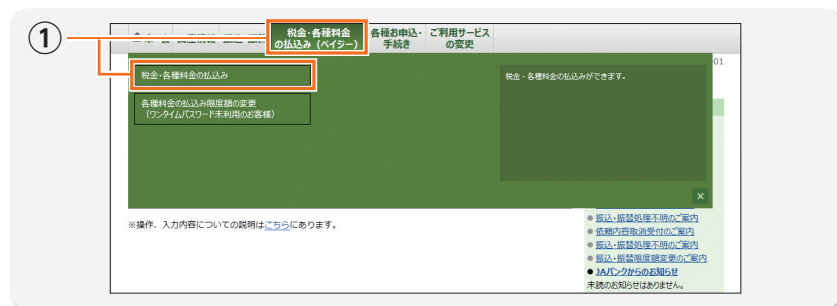 ①
税金・各種料金
の払込み（ペイジー）
各種お申込・
手続き
ご利用サービス
の変更
01
税金・各種料金の払込み
税金・各種料金の払込みができます。
各種料金の払込み限度額の変更
（ワンタイムパスワード未利用のお客様）
×
※操作、入力内容についての説明はこちらにあります。
● 振込・振替処理不明のご案内
● 依頼内容取消受付のご案内
● 振込・振替処理不明のご案内
● 振込・振替限度額変更のご案内
● JAバンクからのお知らせ
未読のお知らせはありません。